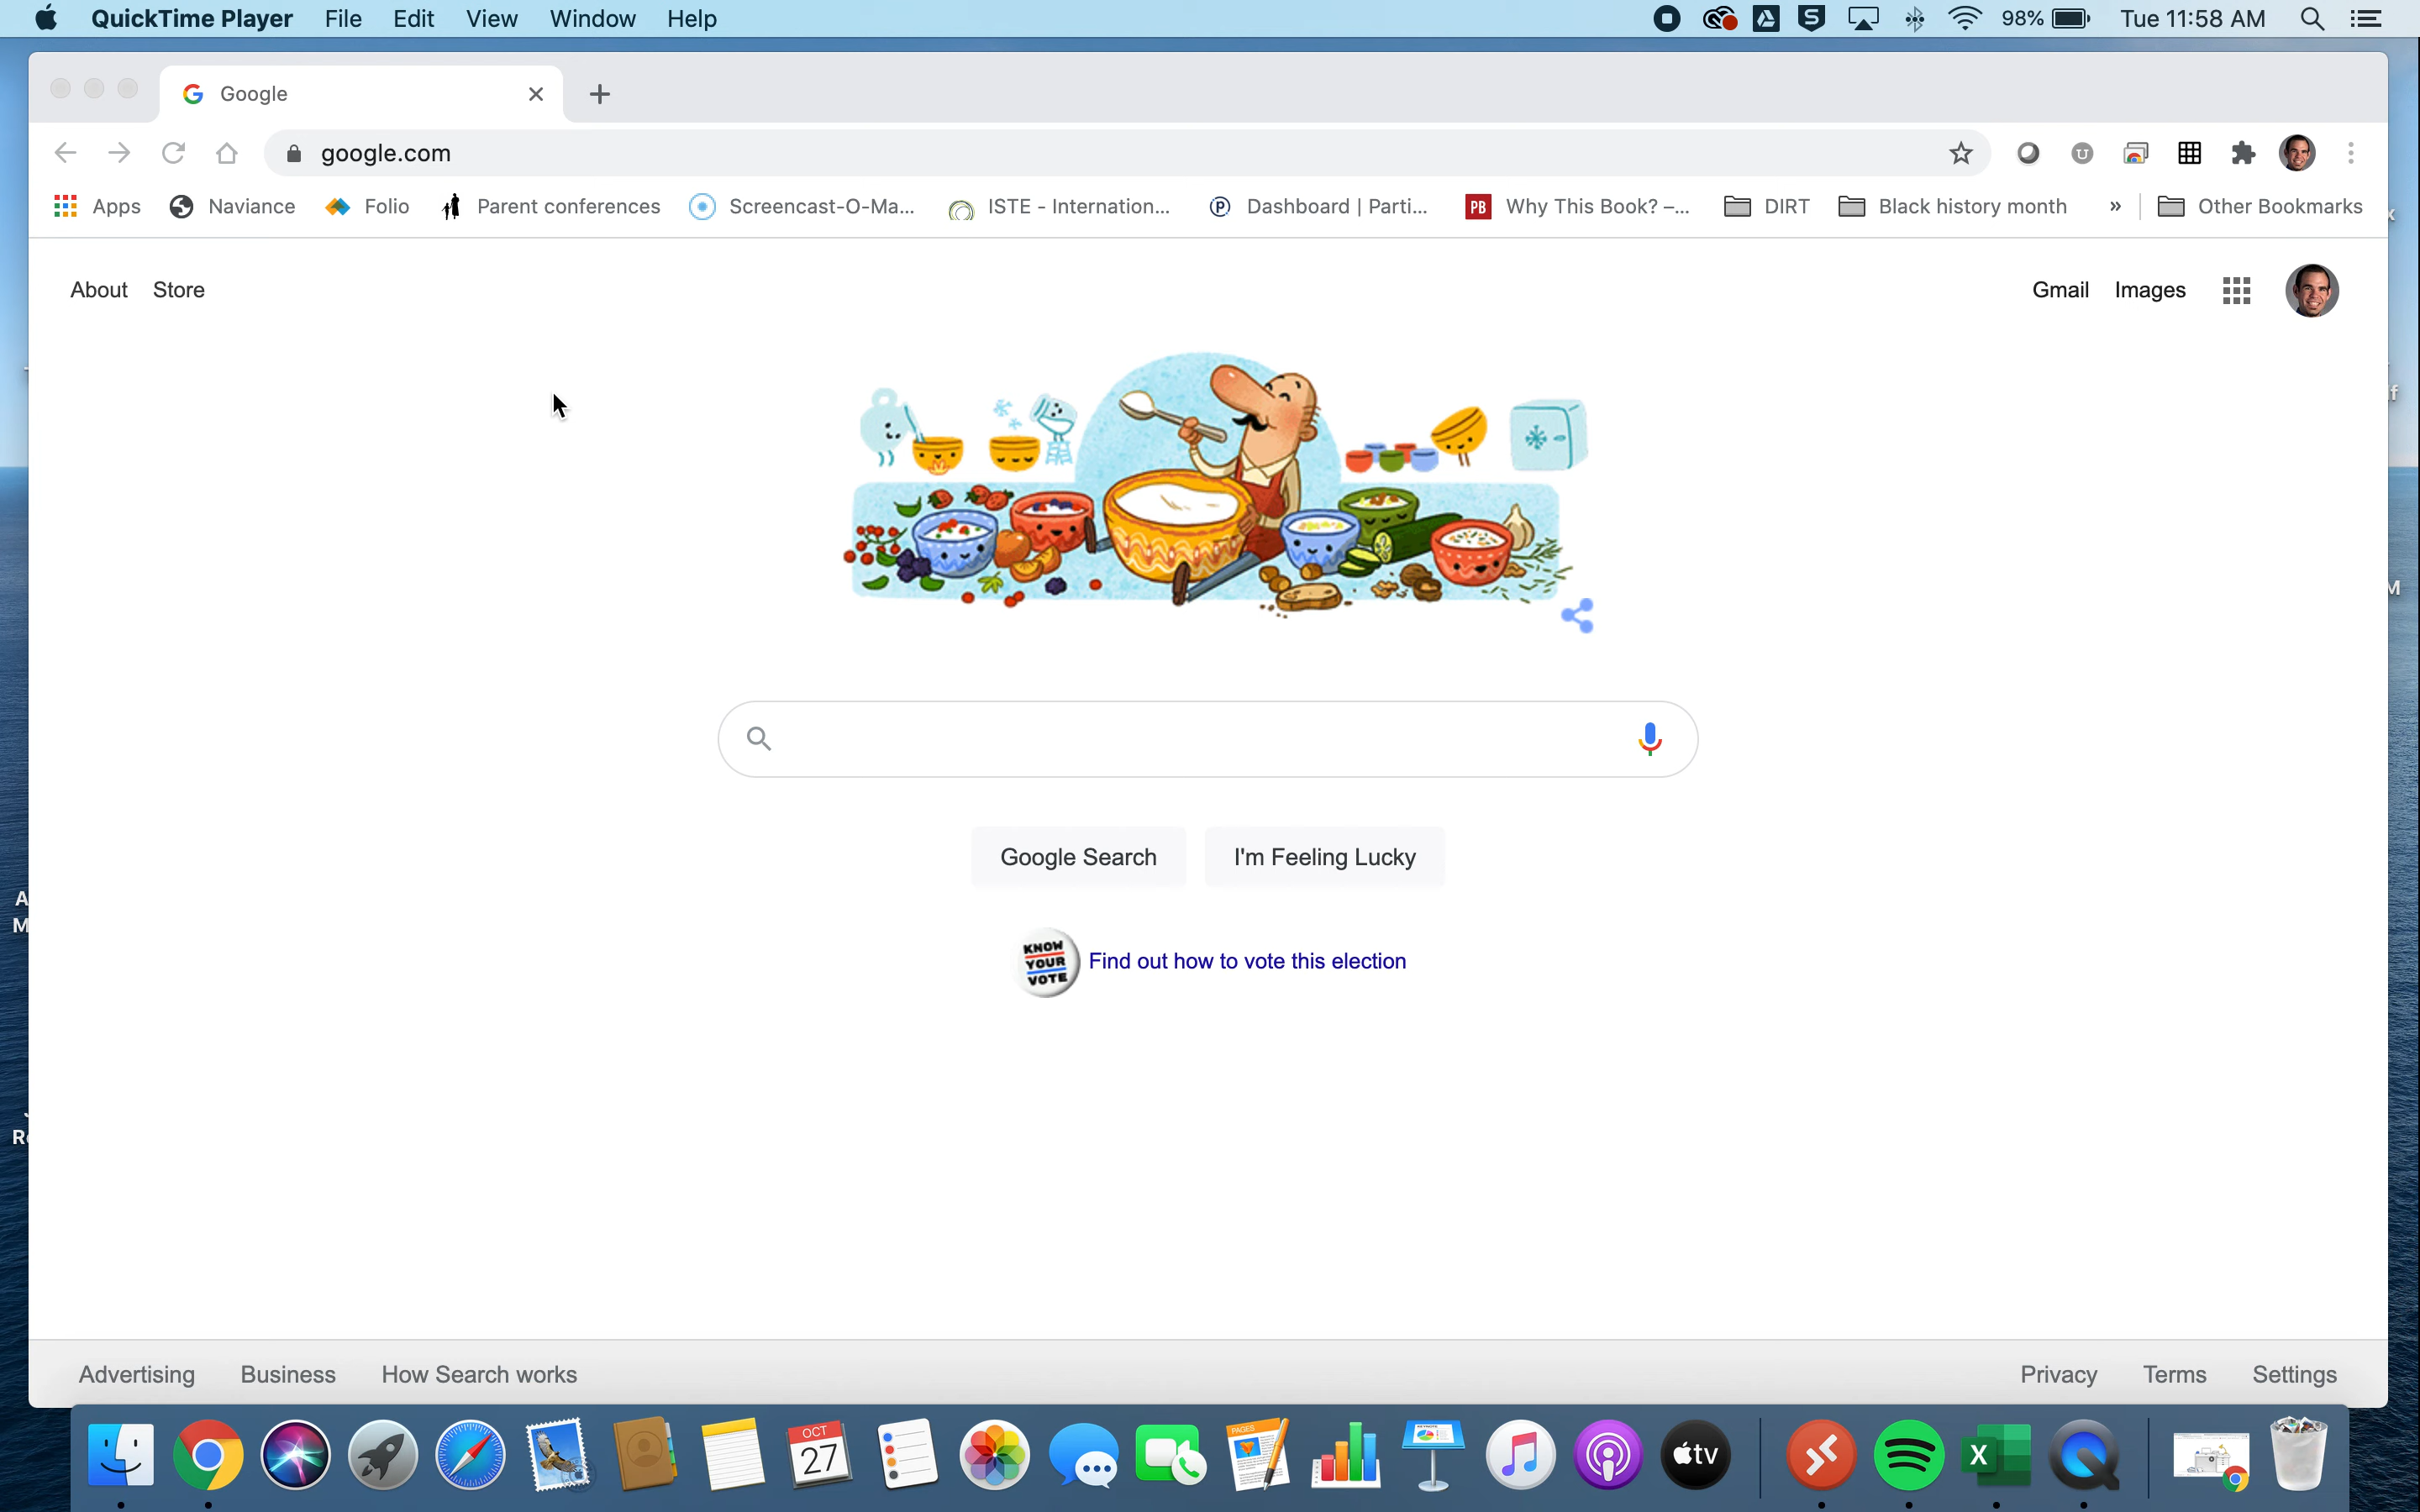 QuickTime Player File Edit View Window Help 98% Tue 11:58 AM
Google
google.com
Apps Naviance Folio Parent conferences Screencast-O-Ma... ISTE - Internation... Dashboard | Parti... PB Why This Book? –... DIRT Black history month » Other Bookmarks
About Store Gmail Images
Google Search I'm Feeling Lucky
KNOW
YOUR
VOTE
Find out how to vote this election
Advertising Business How Search works Privacy Terms Settings
OCT
27
PAGES
tv
X